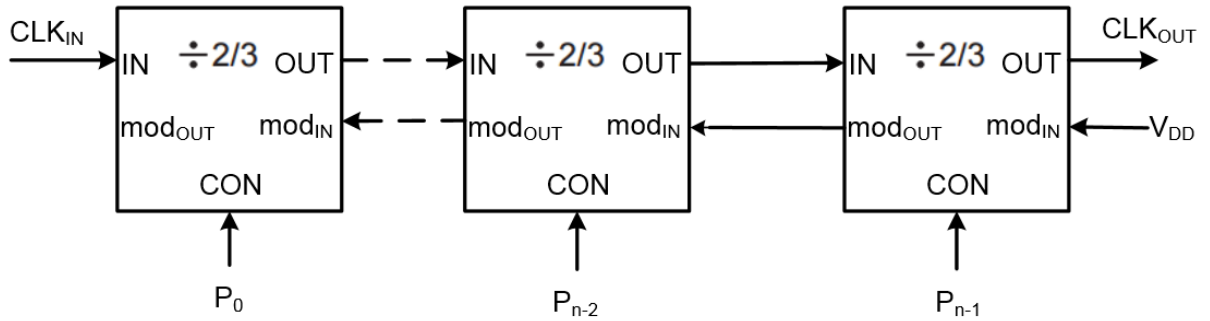 CLK_IN
IN ÷2/3 OUT
mod_OUT mod_IN
CON
P_0
IN ÷2/3 OUT
mod_OUT mod_IN
CON
P_n-2
IN ÷2/3 OUT
mod_OUT mod_IN
CON
P_n-1
CLK_OUT
V_DD